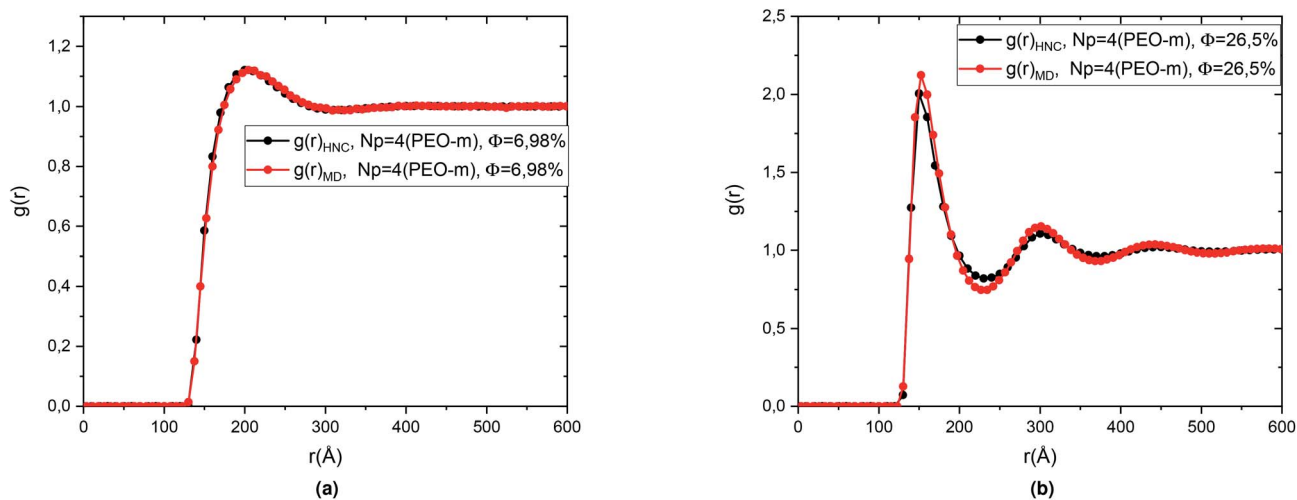 1,2
1,0
0,8
0,6
0,4
0,2
0,0
g(r)
g(r)HNC, Np=4(PEO-m), Φ=6,98%
g(r)MD, Np=4(PEO-m), Φ=6,98%
0 100 200 300 400 500 600
r(Å)
(a)
2,5
2,0
1,5
1,0
0,5
0,0
g(r)
g(r)HNC, Np=4(PEO-m), Φ=26,5%
g(r)MD, Np=4(PEO-m), Φ=26,5%
0 100 200 300 400 500 600
r(Å)
(b)